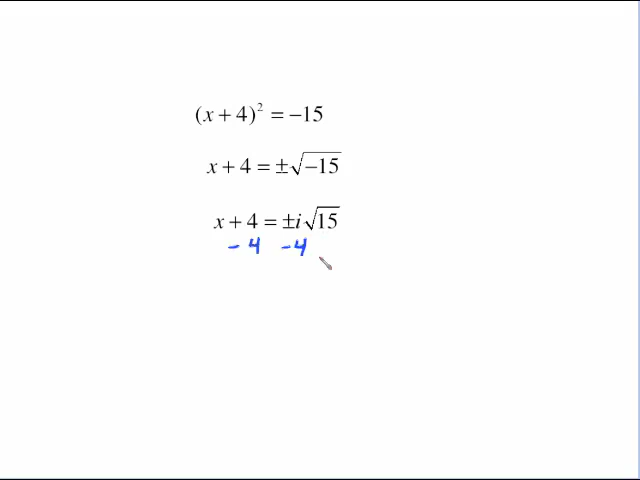 (x + 4)² = −15
x + 4 = ±√−15
x + 4 = ±i√15
− 4 −4